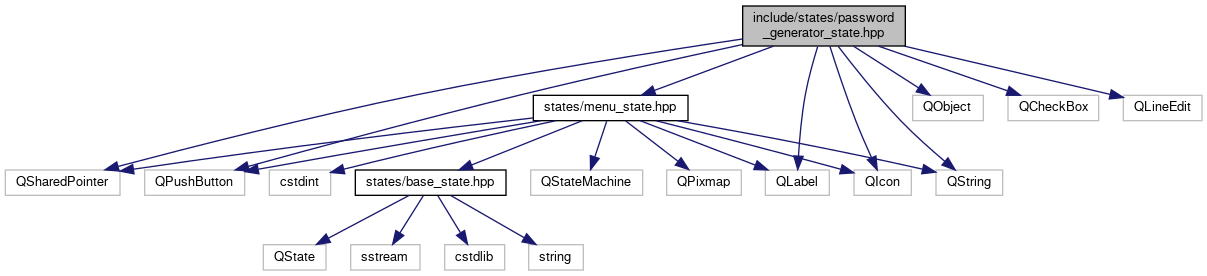 include/states/password
_generator_state.hpp
states/menu_state.hpp
QObject
QCheckBox
QLineEdit
QSharedPointer
QPushButton
cstdint
states/base_state.hpp
QStateMachine
QPixmap
QLabel
QIcon
QString
QState
sstream
cstdlib
string